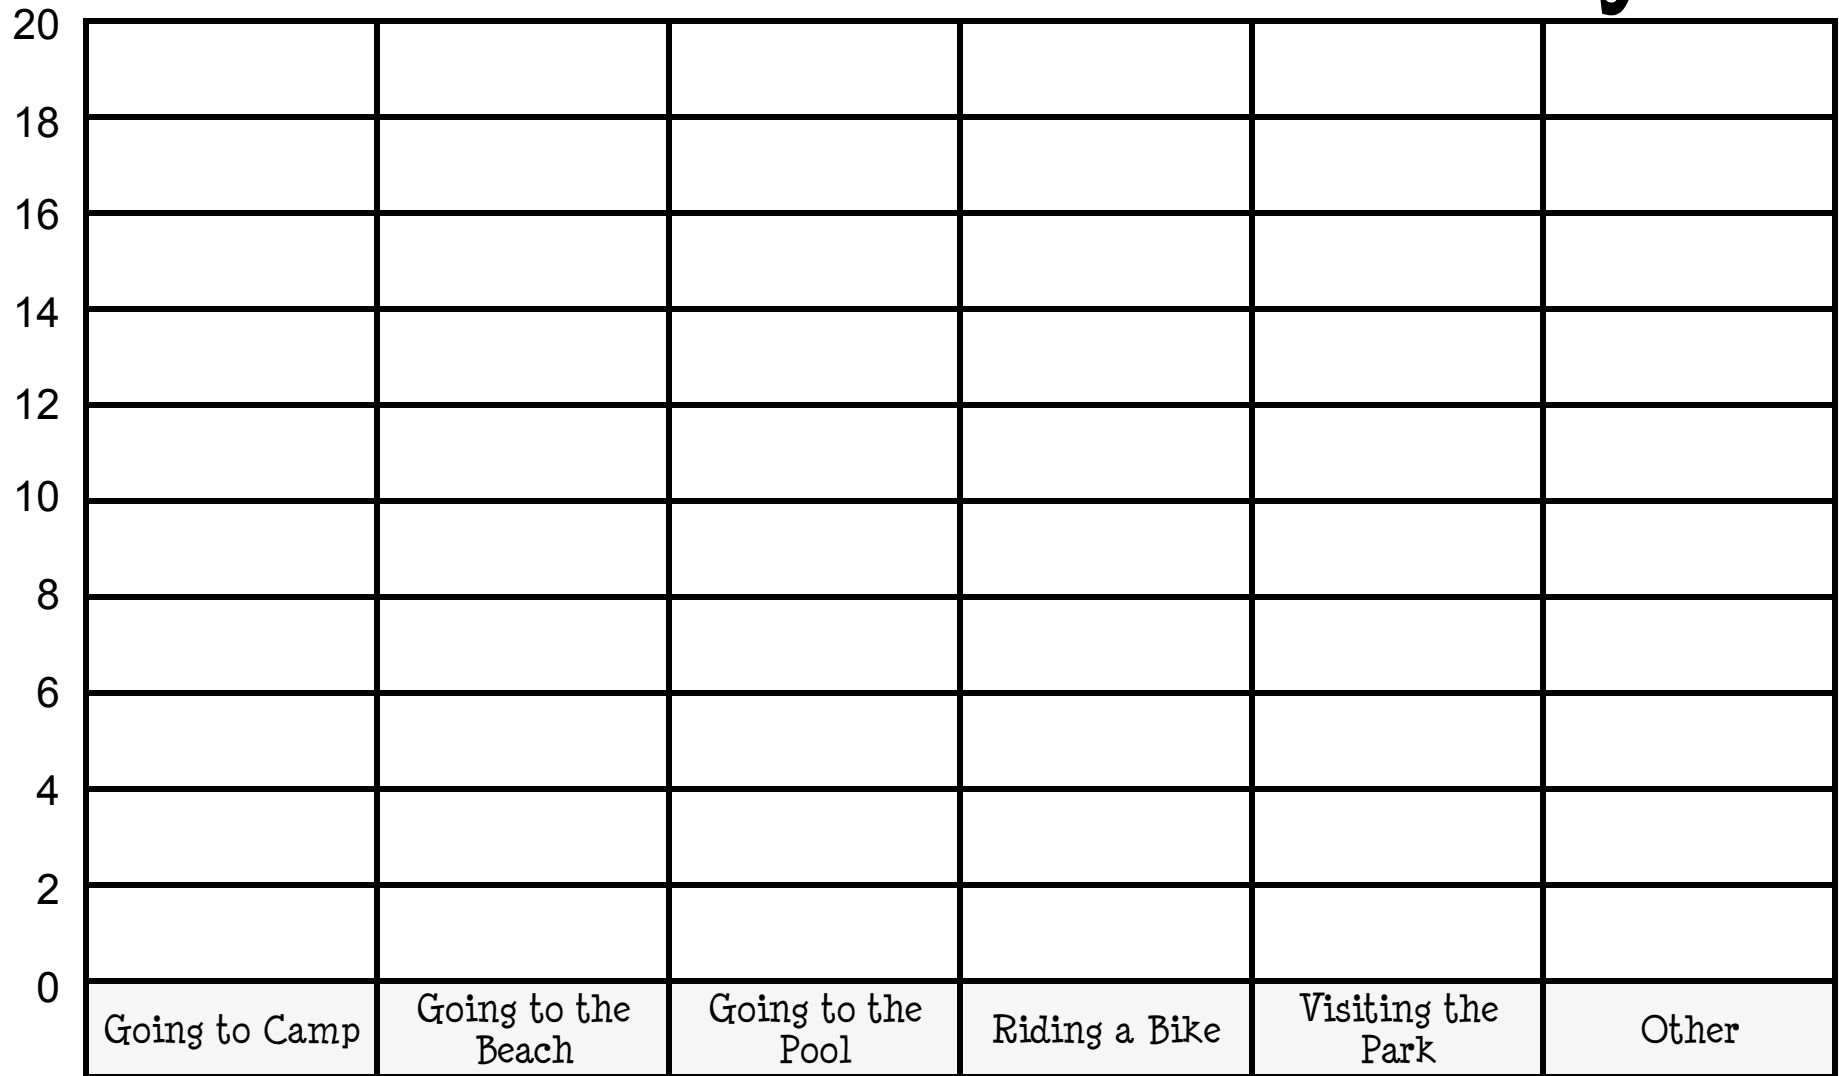 20
18
16
14
12
10
8
6
4
2
0
Going to Camp
Going to the
Beach
Going to the
Pool
Riding a Bike
Visiting the
Park
Other